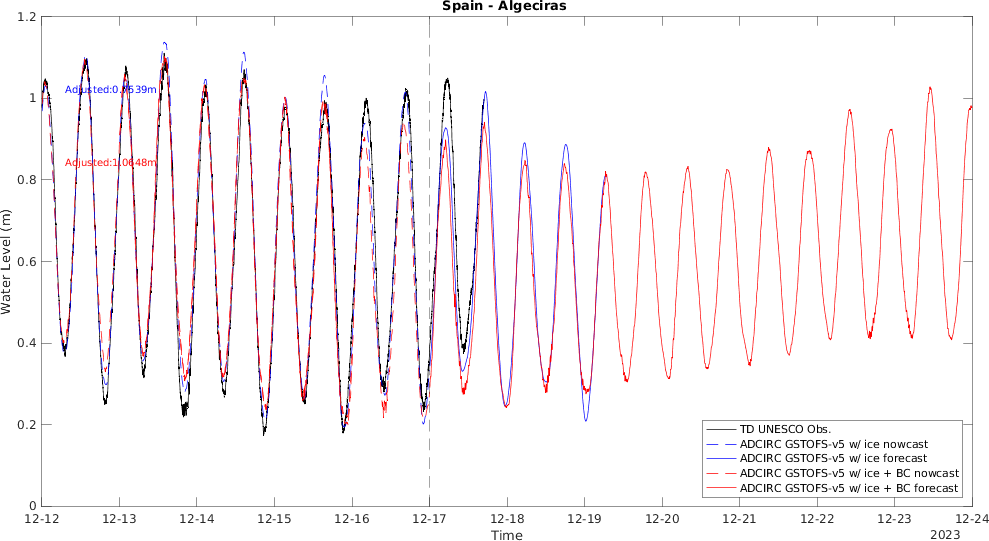 Spain - Algeciras
Water Level (m)
1.2
1
0.8
0.6
0.4
0.2
0
Adjusted:1.0648m
TD UNESCO Obs.
ADCIRC GSTOFS-v5 w/ ice nowcast
ADCIRC GSTOFS-v5 w/ ice forecast
ADCIRC GSTOFS-v5 w/ ice + BC nowcast
ADCIRC GSTOFS-v5 w/ ice + BC forecast
12-12 12-13 12-14 12-15 12-16 12-17 12-18 12-19 12-20 12-21 12-22 12-23 12-24
Time
2023